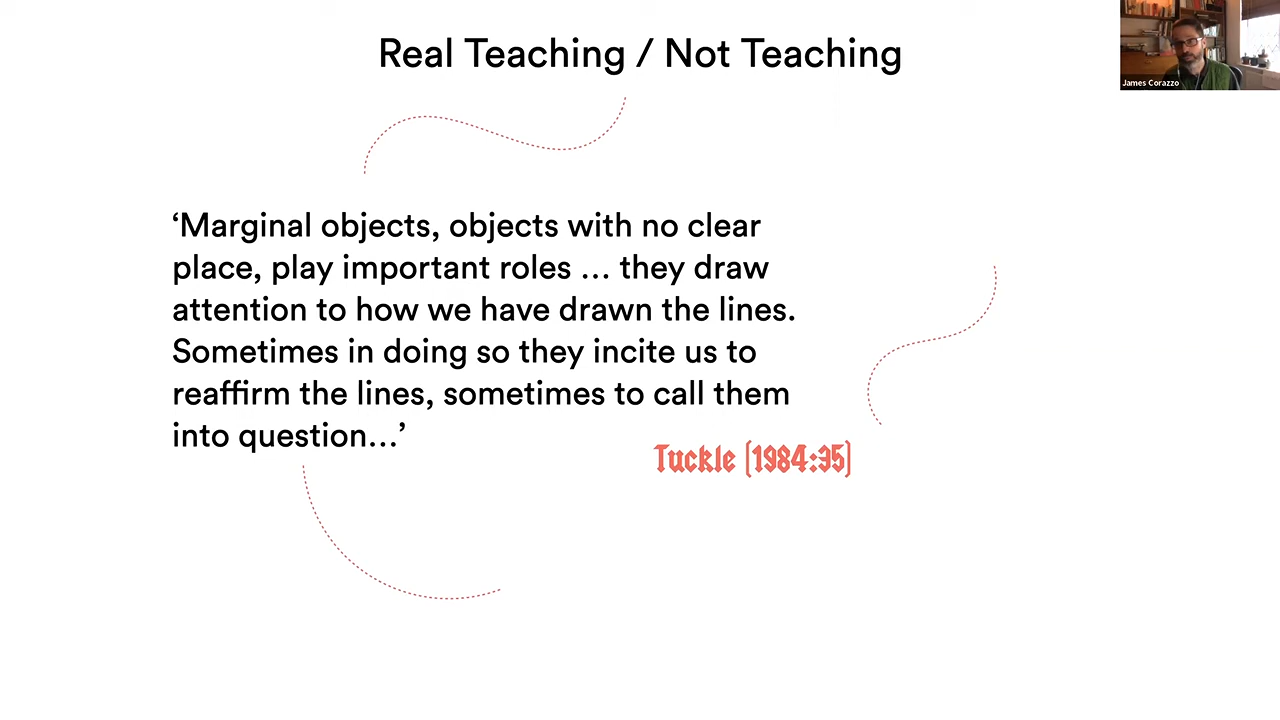 Real Teaching / Not Teaching
James Corazzo
‘Marginal objects, objects with no clear
place, play important roles … they draw
attention to how we have drawn the lines.
Sometimes in doing so they incite us to
reaffirm the lines, sometimes to call them
into question…’
Tuckle (1984:35)